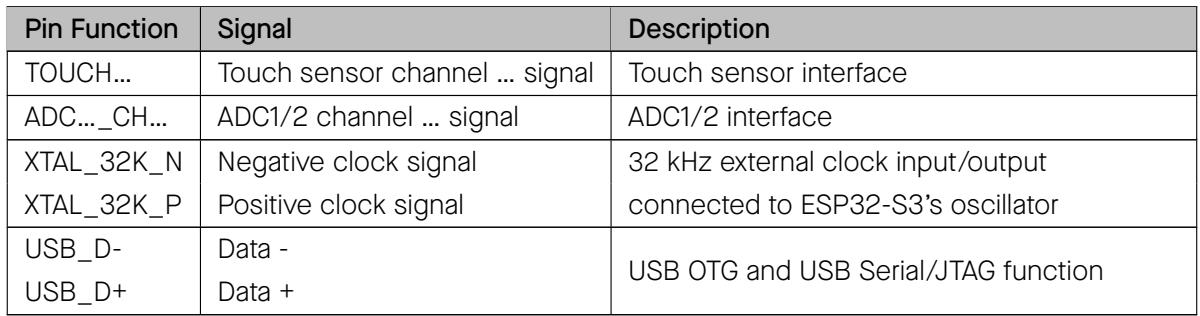 Pin Function Signal Description
TOUCH... Touch sensor channel ... signal Touch sensor interface
ADC..._CH... ADC1/2 channel ... signal ADC1/2 interface
XTAL_32K_N Negative clock signal 32 kHz external clock input/output
XTAL_32K_P Positive clock signal connected to ESP32-S3's oscillator
USB_D- Data -
USB OTG and USB Serial/JTAG function
USB_D+ Data +